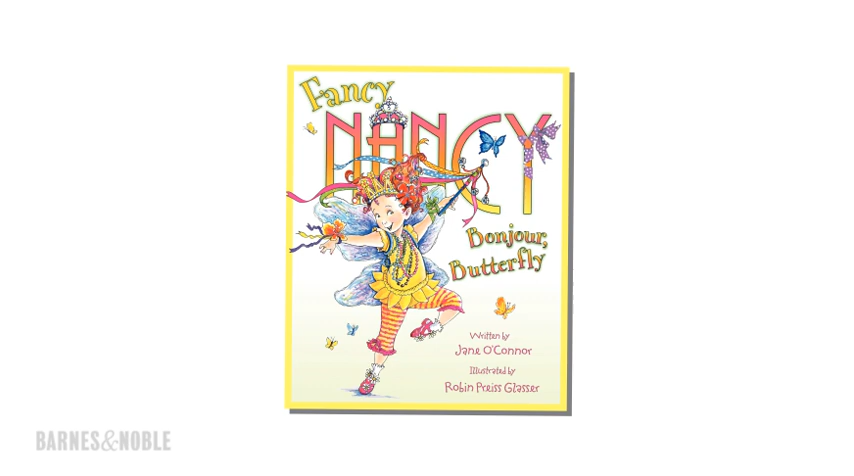 Fancy
NANCY
Bonjour,
Butterfly
Written by
Jane O'Connor
Illustrated by
Robin Preiss Glasser
BARNES&NOBLE